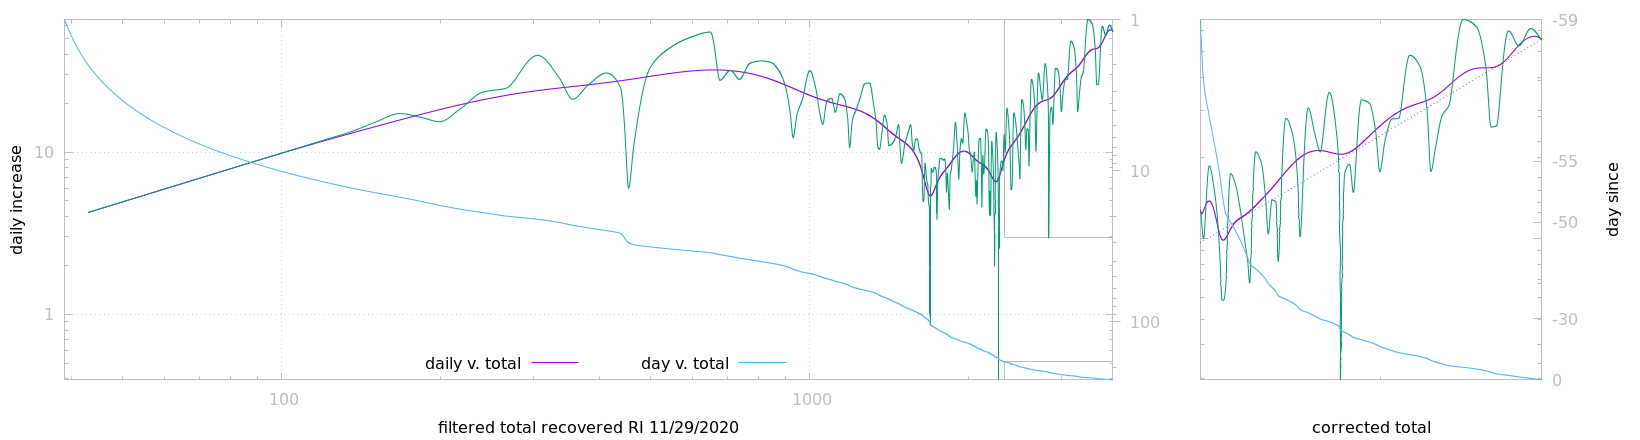 1
-59
10
10
-55
-50
daily increase
day since
1
100
-30
daily v. total
day v. total
0
100
1000
filtered total recovered RI 11/29/2020
corrected total